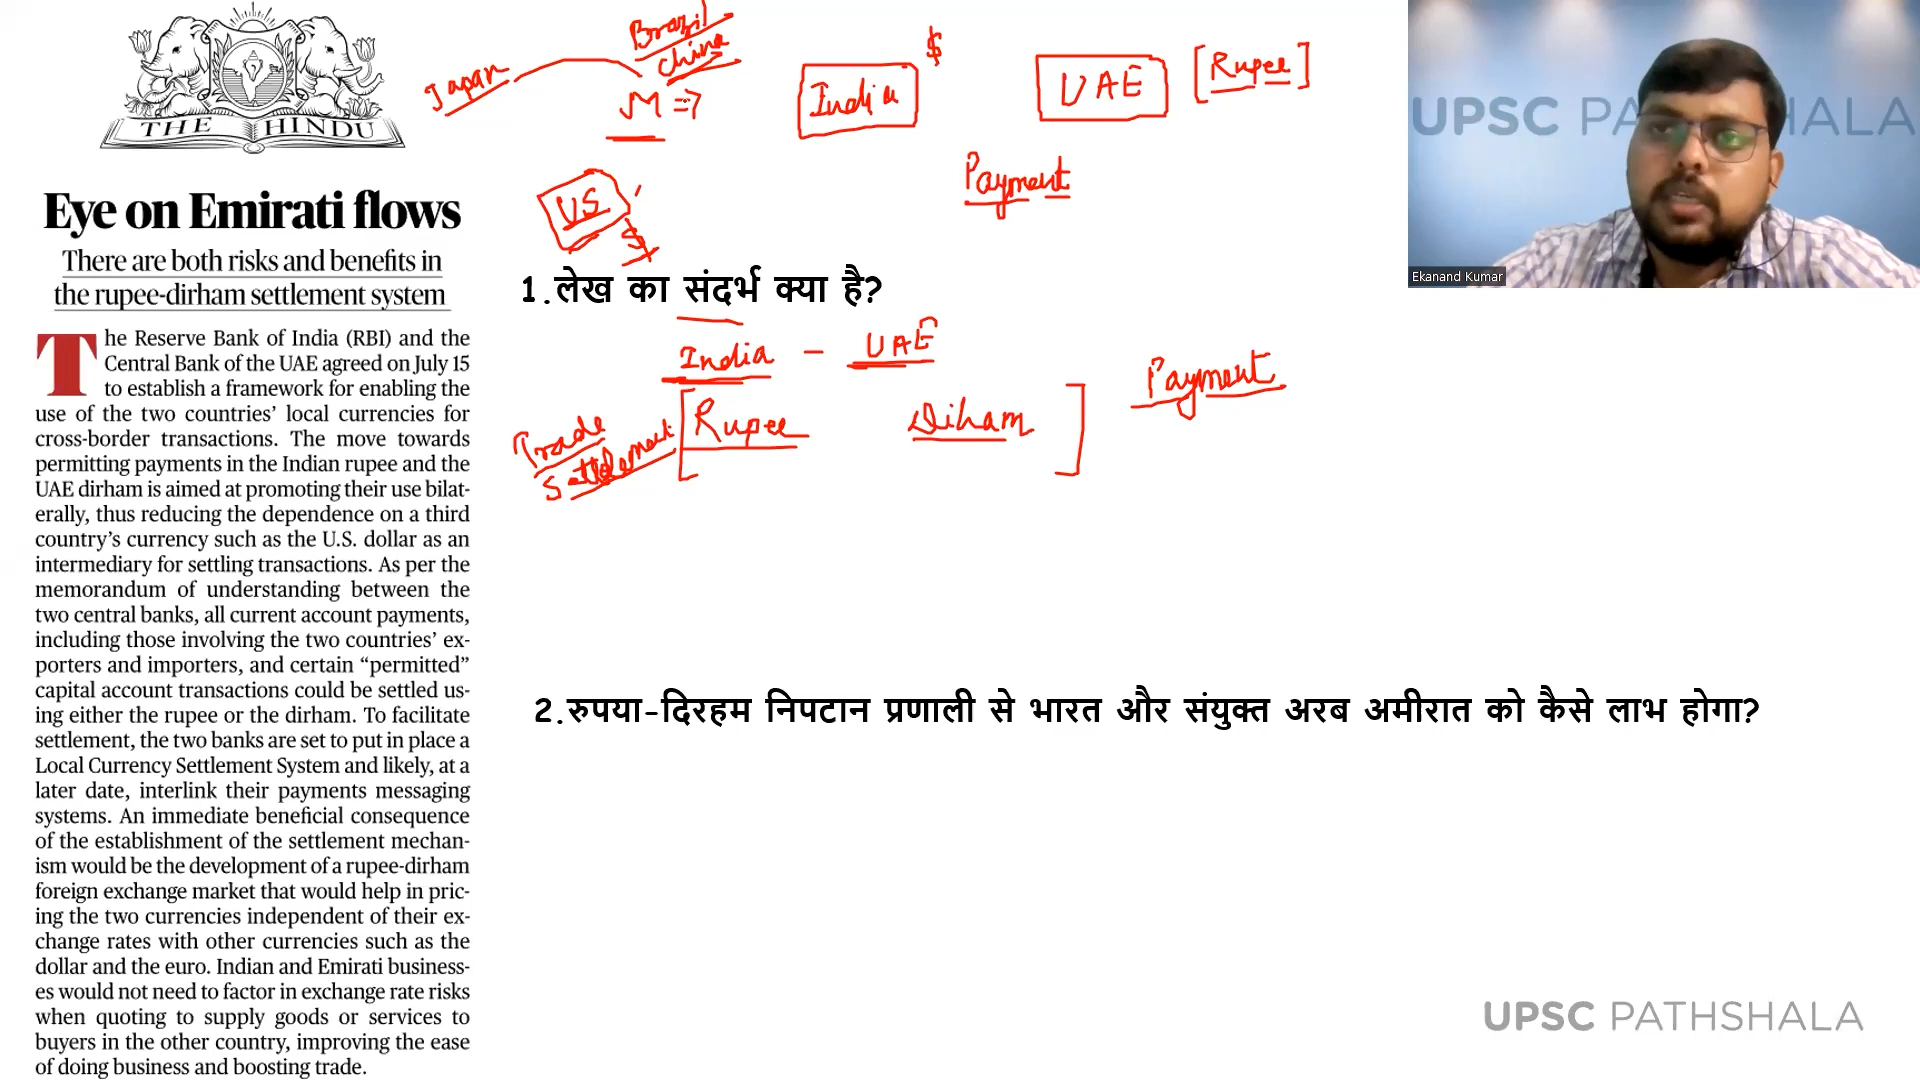 THE HINDU
Eye on Emirati flows
There are both risks and benefits in
the rupee-dirham settlement system
The Reserve Bank of India (RBI) and the
Central Bank of the UAE agreed on July 15
to establish a framework for enabling the
use of the two countries' local currencies for
cross-border transactions. The move towards
permitting payments in the Indian rupee and the
UAE dirham is aimed at promoting their use bilat-
erally, thus reducing the dependence on a third
country's currency such as the U.S. dollar as an
intermediary for settling transactions. As per the
memorandum of understanding between the
two central banks, all current account payments,
including those involving the two countries' ex-
porters and importers, and certain "permitted"
capital account transactions could be settled us-
ing either the rupee or the dirham. To facilitate
settlement, the two banks are set to put in place a
Local Currency Settlement System and likely, at a
later date, interlink their payments messaging
systems. An immediate beneficial consequence
of the establishment of the settlement mechan-
ism would be the development of a rupee-dirham
foreign exchange market that would help in pric-
ing the two currencies independent of their ex-
change rates with other currencies such as the
dollar and the euro. Indian and Emirati business-
es would not need to factor in exchange rate risks
when quoting to supply goods or services to
buyers in the other country, improving the ease
of doing business and boosting trade.
Japan
Brazil
China
M =>
India
$
UAE
[Rupee]
Payment
US
$
1.लेख का संदर्भ क्या है?
India - UAE
Trade
Settlement
[Rupee Diham]
Payment
2.रुपया-दिरहम निपटान प्रणाली से भारत और संयुक्त अरब अमीरात को कैसे लाभ होगा?
UPSC PATHSHALA
Ekanand Kumar
UPSC PATHSHALA